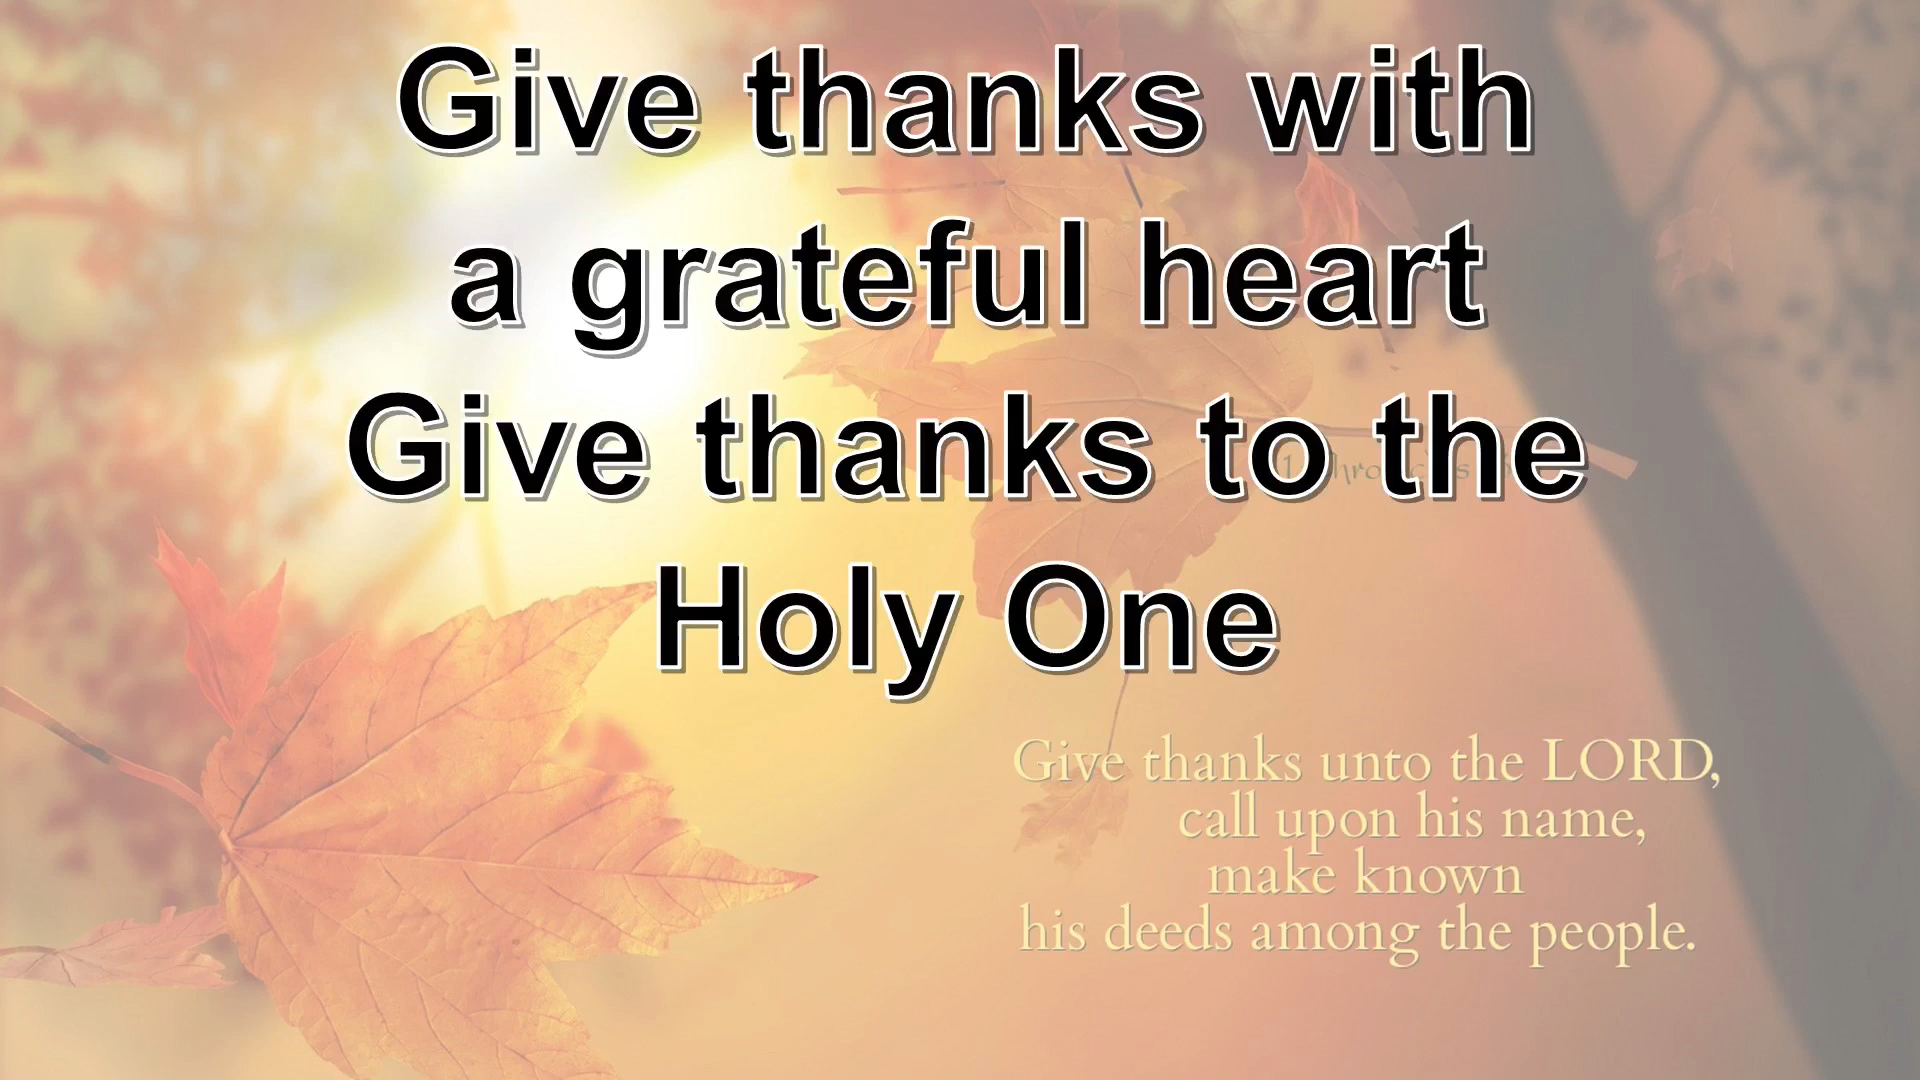 Give thanks with
a grateful heart
Give thanks to the
Holy One
Give thanks unto the LORD,
call upon his name,
make known
his deeds among the people.